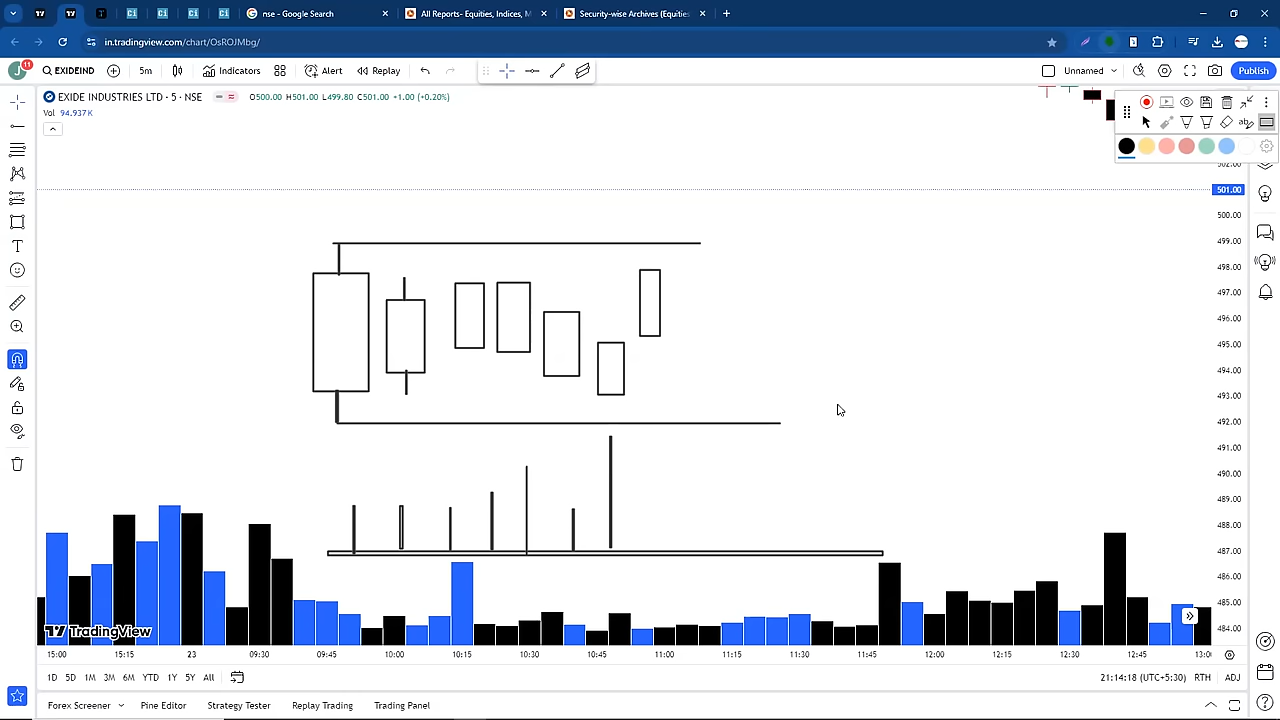 nse - Google Search
All Reports- Equities, Indices, M
Security-wise Archives (Equities
in.tradingview.com/chart/OsROJMbg/
J 11 EXIDEIND 5m Indicators Alert Replay Unnamed Publish
EXIDE INDUSTRIES LTD · 5 · NSE O500.00 H501.00 L499.80 C501.00 +1.00 (+0.20%)
Vol 94.937K
502.00
501.00
500.00
499.00
498.00
497.00
496.00
495.00
494.00
493.00
492.00
491.00
490.00
489.00
488.00
487.00
486.00
485.00
484.00
TradingView
15:00 15:15 23 09:30 09:45 10:00 10:15 10:30 10:45 11:00 11:15 11:30 11:45 12:00 12:15 12:30 12:45 13:0
1D 5D 1M 3M 6M YTD 1Y 5Y All 21:14:18 (UTC+5:30) RTH ADJ
Forex Screener Pine Editor Strategy Tester Replay Trading Trading Panel